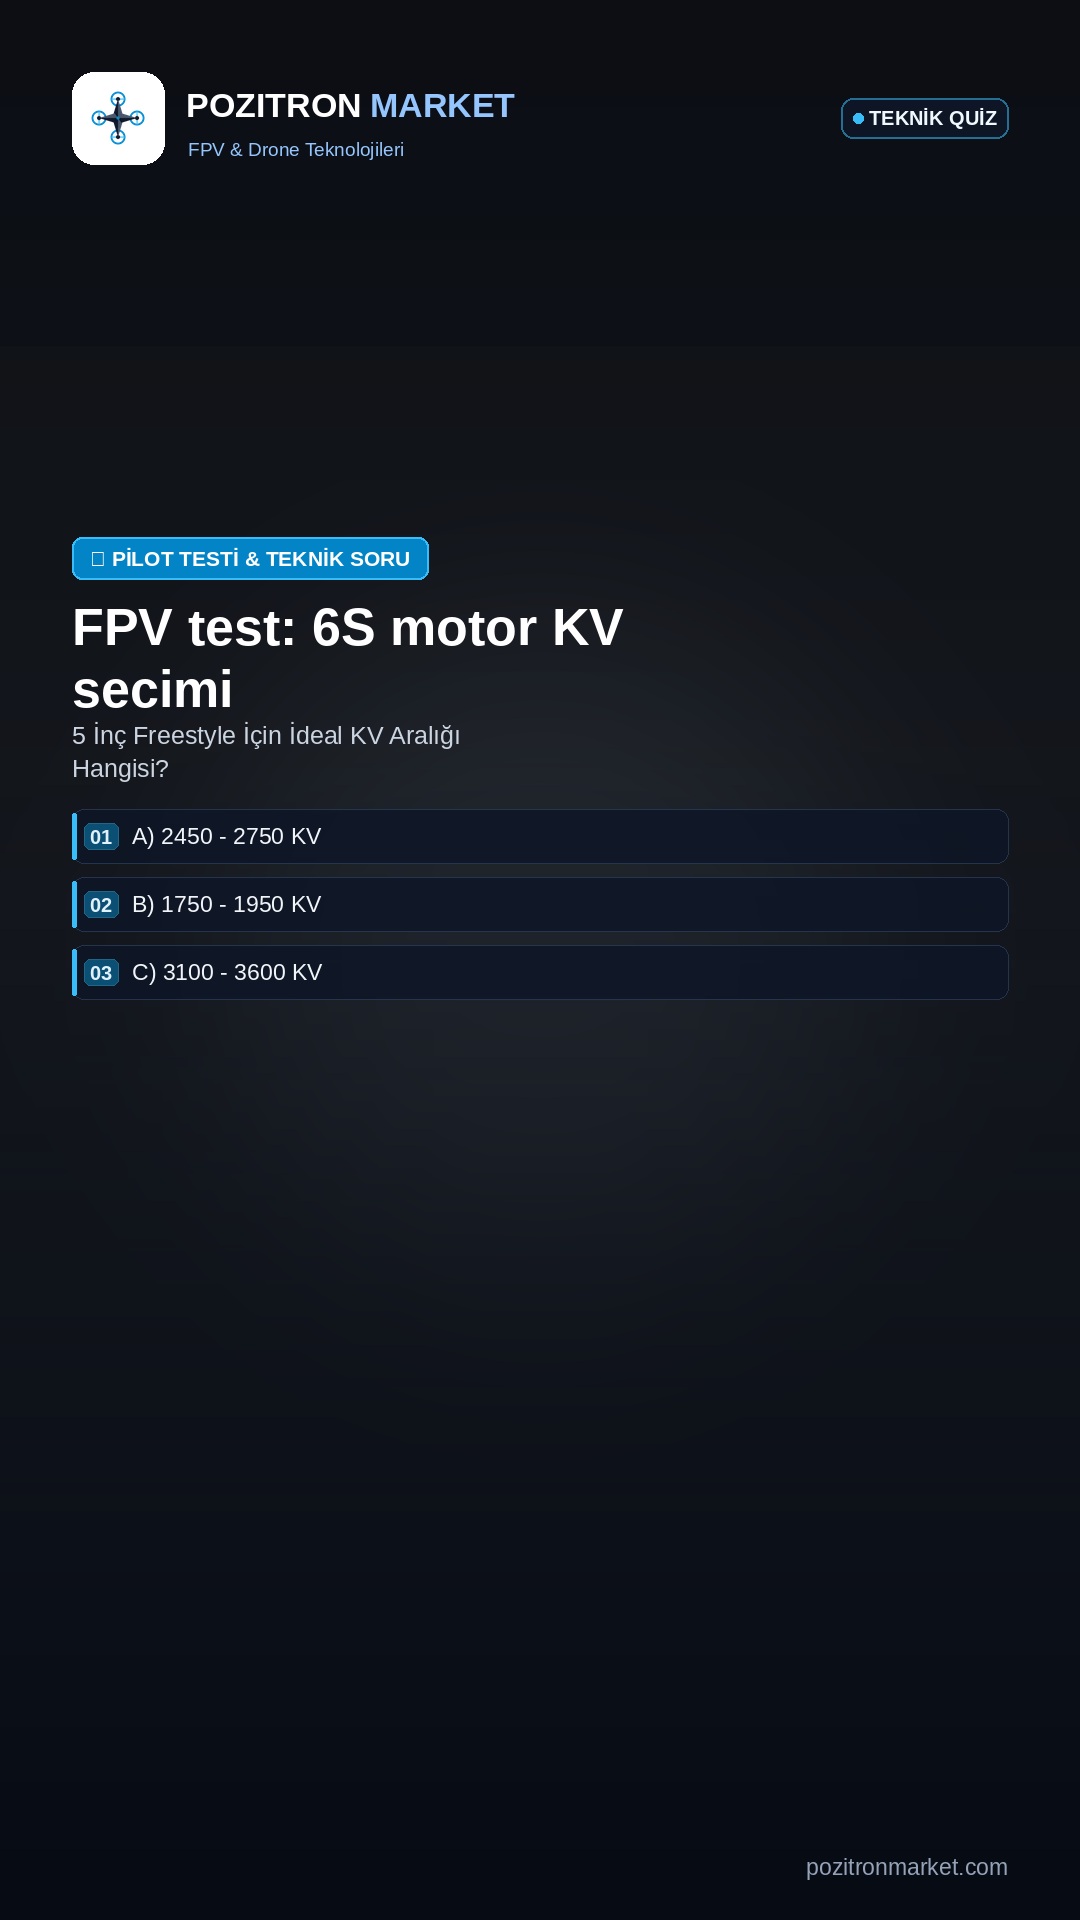 POZITRON MARKET
FPV & Drone Teknolojileri
TEKNİK QUİZ
PİLOT TESTİ & TEKNİK SORU
FPV test: 6S motor KV
secimi
5 İnç Freestyle İçin İdeal KV Aralığı
Hangisi?
01 A) 2450 - 2750 KV
02 B) 1750 - 1950 KV
03 C) 3100 - 3600 KV
pozitronmarket.com